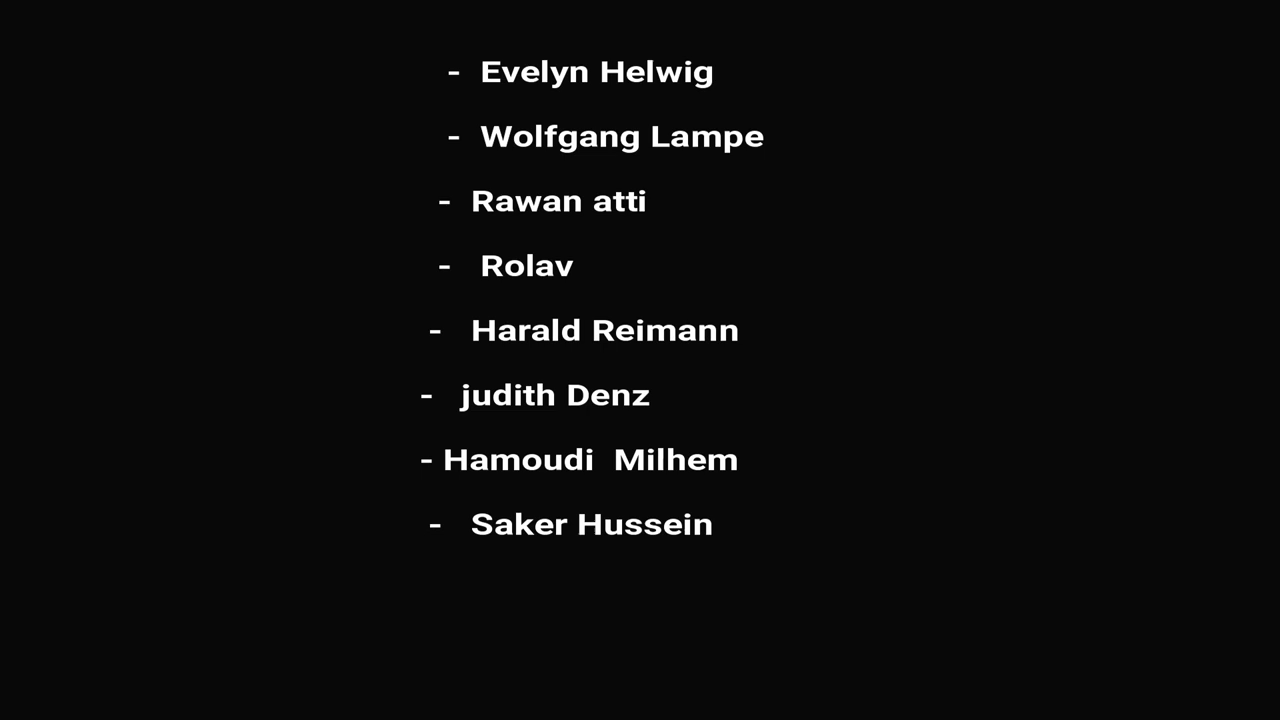 - Evelyn Helwig
- Wolfgang Lampe
- Rawan atti
- Rolav
- Harald Reimann
- judith Denz
- Hamoudi Milhem
- Saker Hussein